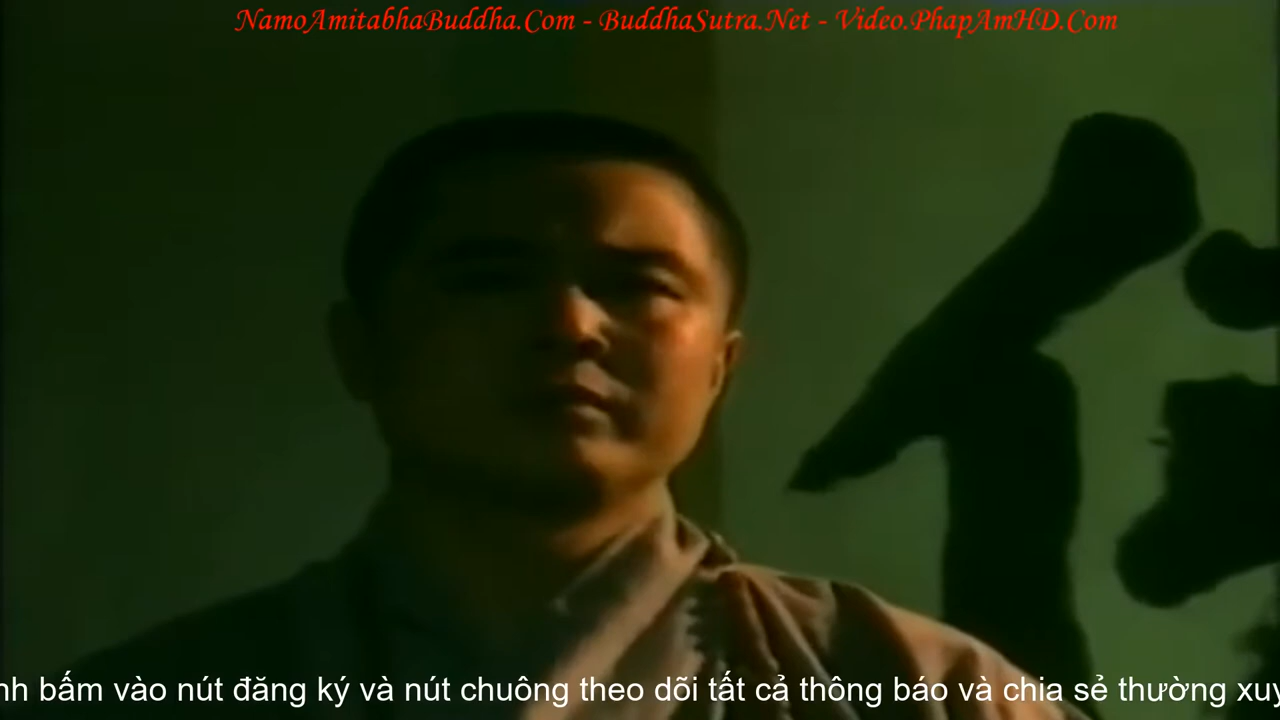 NamoAmitabhaBuddha.Com - BuddhaSutra.Net - Video.PhapAmHD.Com
bấm vào nút đăng ký và nút chuông theo dõi tất cả thông báo và chia sẻ thường